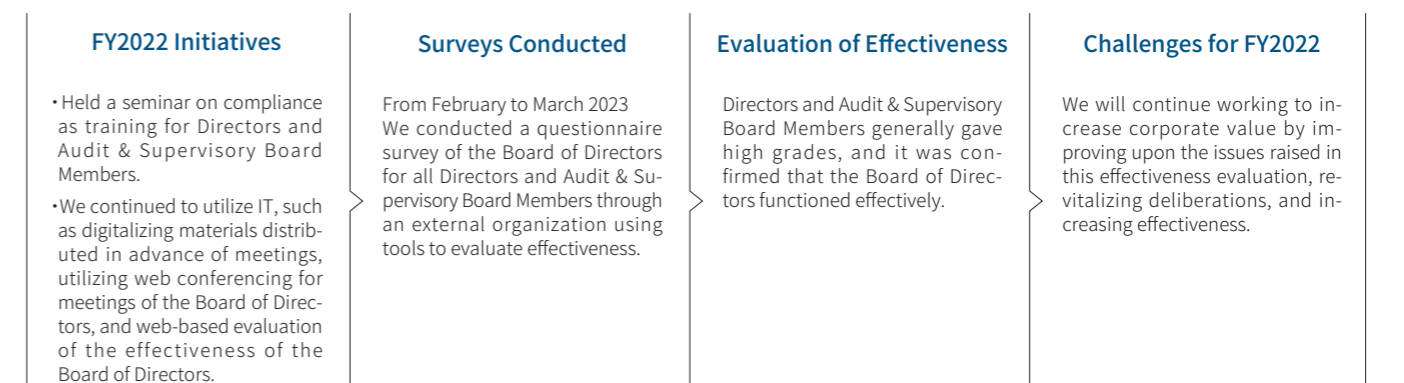 FY2022 Initiatives
・Held a seminar on compliance
as training for Directors and
Audit & Supervisory Board
Members.
・We continued to utilize IT, such
as digitalizing materials distrib-
uted in advance of meetings,
utilizing web conferencing for
meetings of the Board of Direc-
tors, and web-based evaluation
of the effectiveness of the
Board of Directors.
Surveys Conducted
From February to March 2023
We conducted a questionnaire
survey of the Board of Directors
for all Directors and Audit & Su-
pervisory Board Members through
an external organization using
tools to evaluate effectiveness.
Evaluation of Effectiveness
Directors and Audit & Supervisory
Board Members generally gave
high grades, and it was con-
firmed that the Board of Direc-
tors functioned effectively.
Challenges for FY2022
We will continue working to in-
crease corporate value by im-
proving upon the issues raised in
this effectiveness evaluation, re-
vitalizing deliberations, and in-
creasing effectiveness.